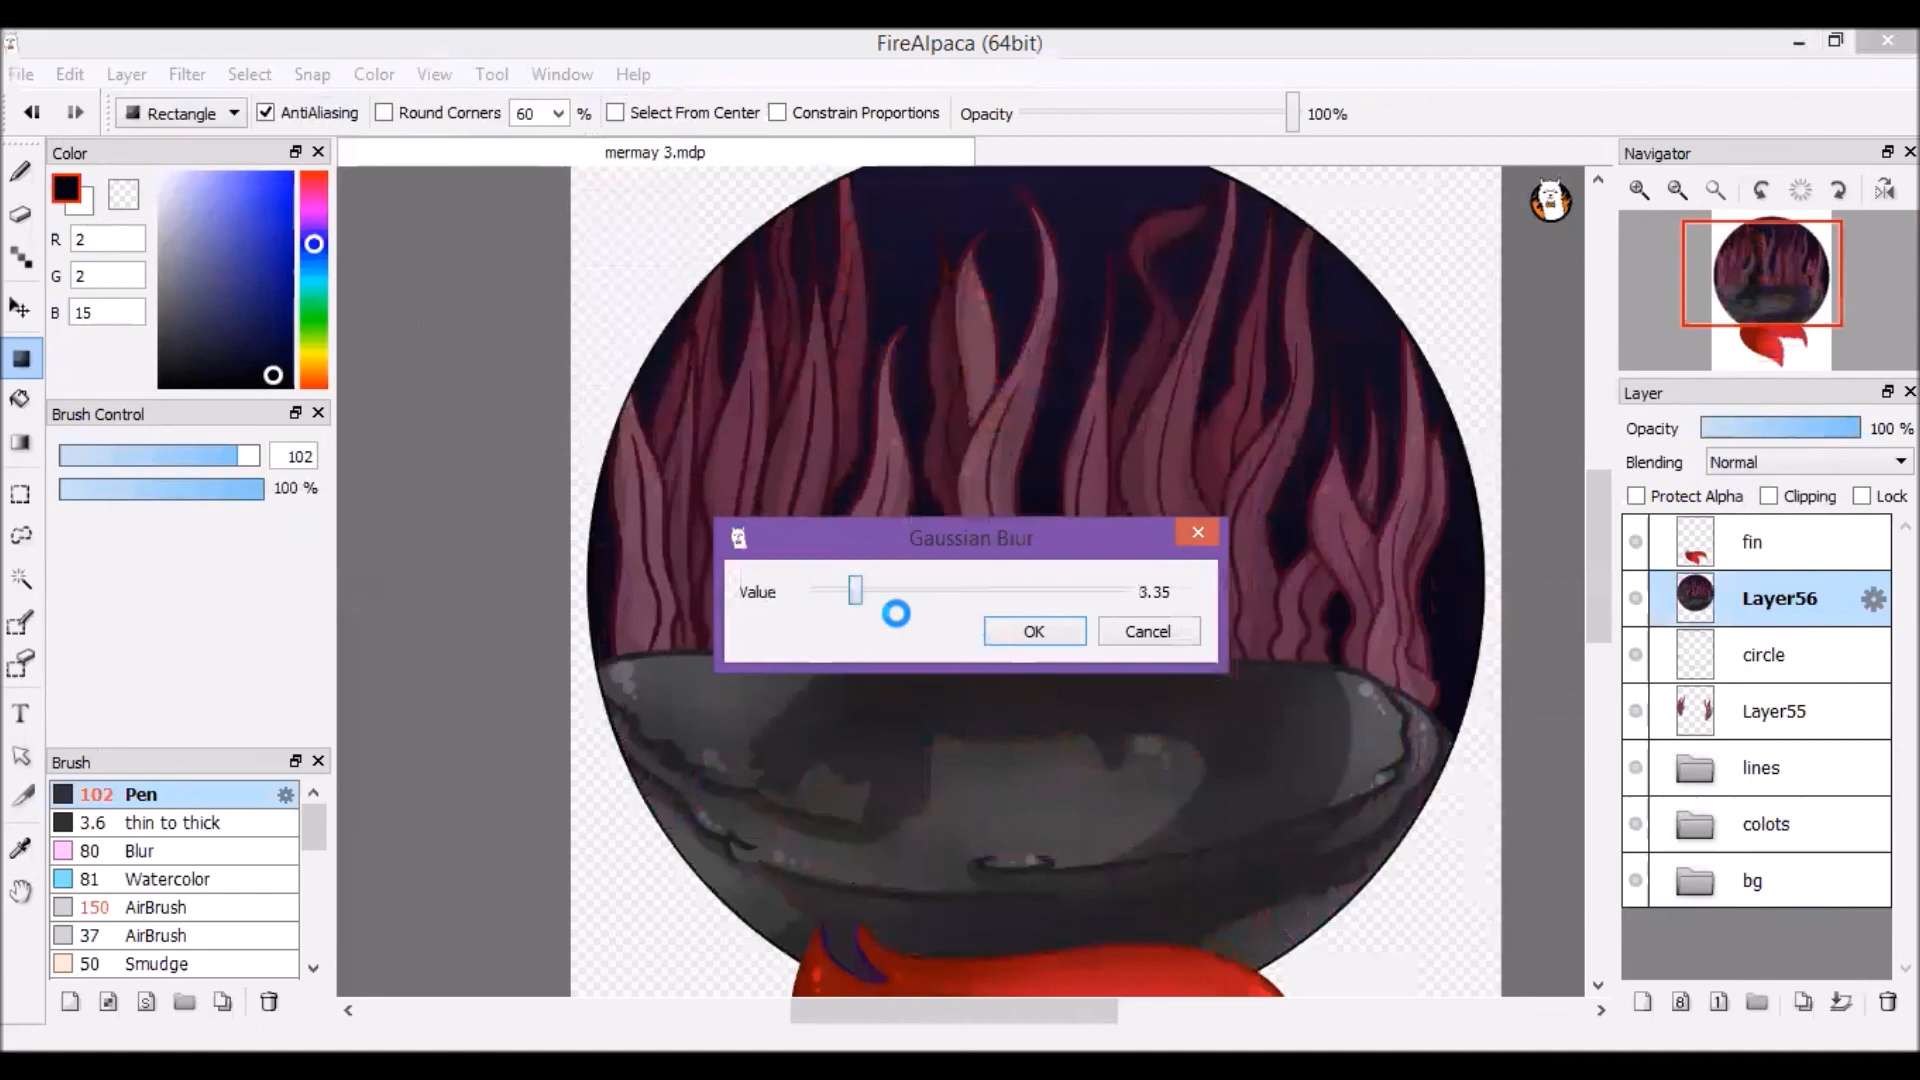 FireAlpaca (64bit)
File Edit Layer Filter Select Snap Color View Tool Window Help
Rectangle AntiAliasing Round Corners 60 % Select From Center Constrain Proportions Opacity 100%
Color
mermay 3.mdp
Navigator
R 2
G 2
B 15
Brush Control
102
100 %
Layer
Opacity 100 %
Blending Normal
Protect Alpha Clipping Lock
fin
Layer56
circle
Layer55
lines
colots
bg
Gaussian Blur
Value 3.35
OK Cancel
Brush
102 Pen
3.6 thin to thick
80 Blur
81 Watercolor
150 AirBrush
37 AirBrush
50 Smudge